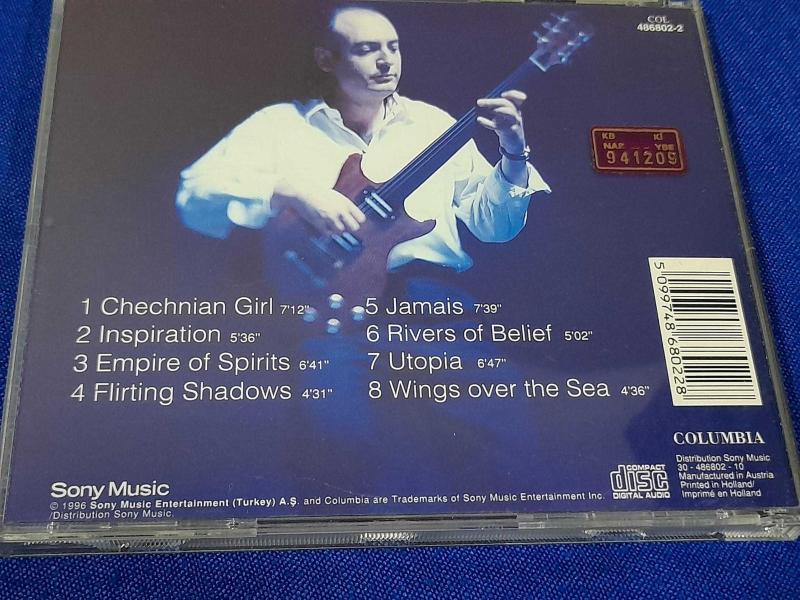 COL
486802-2
KB Kİ
941209
1 Chechnian Girl 7'12"
2 Inspiration 5'36"
3 Empire of Spirits 6'41"
4 Flirting Shadows 4'31"
5 Jamais 7'39"
6 Rivers of Belief 5'02"
7 Utopia 6'47"
8 Wings over the Sea 4'36"
5 099748 680228
COLUMBIA
Distribution Sony Music
30 - 486802 - 10
Manufactured in Austria
Printed in Holland/
Imprimé en Holland
COMPACT
disc
DIGITAL AUDIO
Sony Music
© 1996 Sony Music Entertainment (Turkey) A.Ş. and Columbia are Trademarks of Sony Music Entertainment Inc.
/Distribution Sony Music.